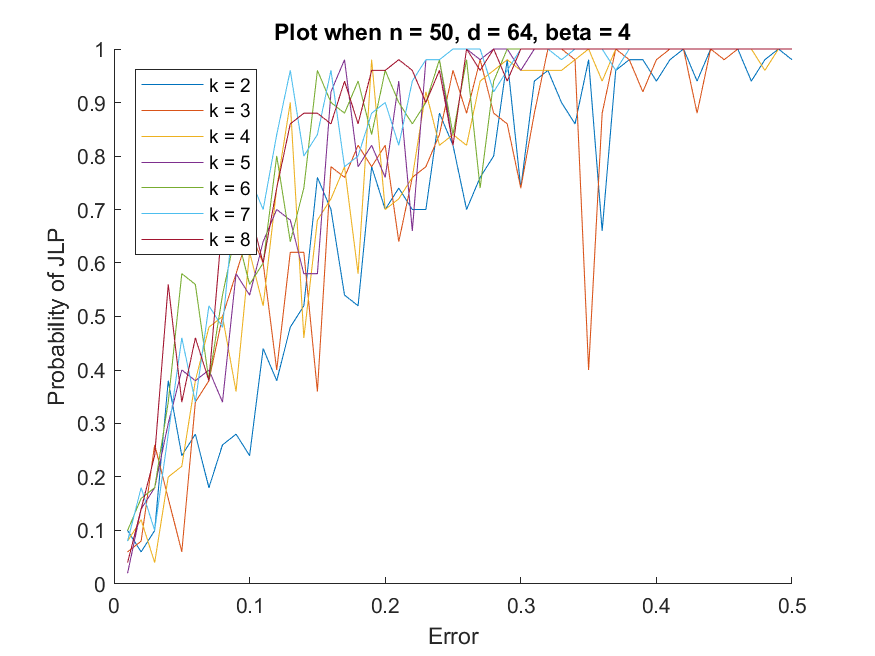 Plot when n = 50, d = 64, beta = 4
Probability of JLP
1
0.9
0.8
0.7
0.6
0.5
0.4
0.3
0.2
0.1
0
k = 2
k = 3
k = 4
k = 5
k = 6
k = 7
k = 8
0
0.1
0.2
0.3
0.4
0.5
Error